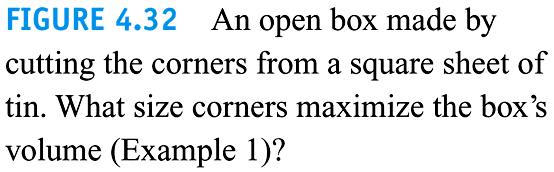 FIGURE 4.32 An open box made by
cutting the corners from a square sheet of
tin. What size corners maximize the box’s
volume (Example 1)?